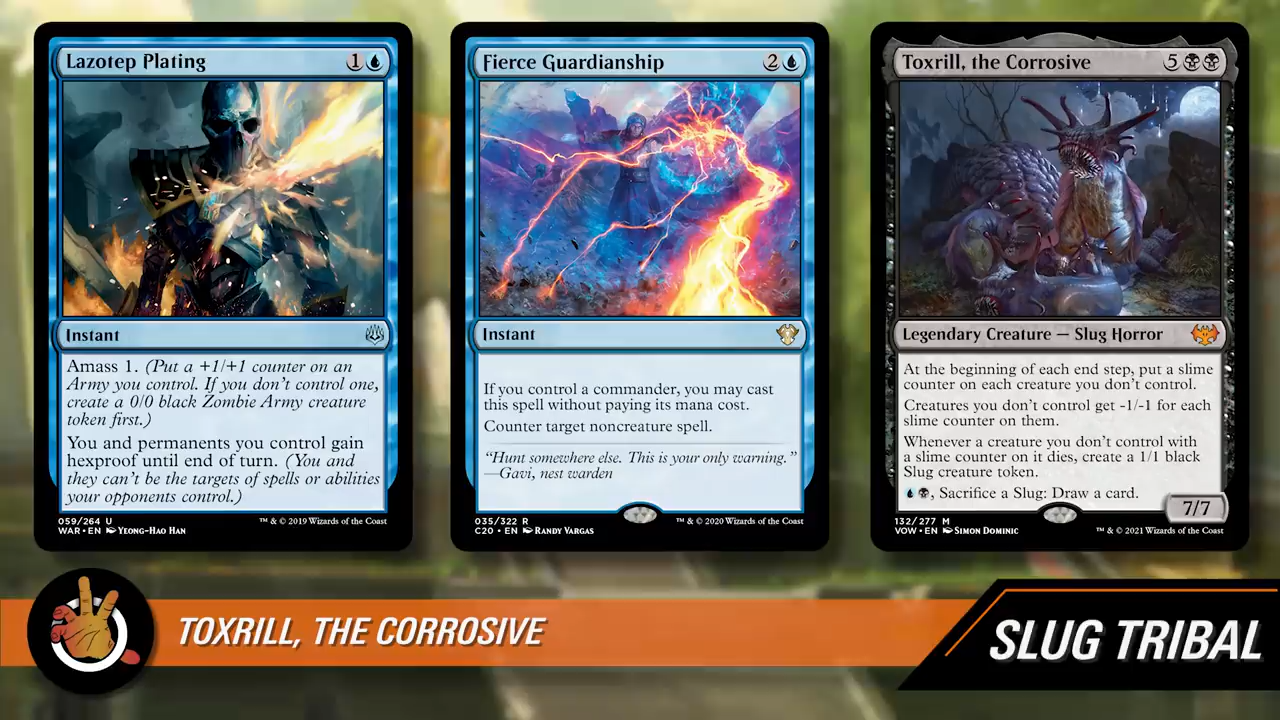 Lazotep Plating 1
Instant
Amass 1. (Put a +1/+1 counter on an
Army you control. If you don't control one,
create a 0/0 black Zombie Army creature
token first.)
You and permanents you control gain
hexproof until end of turn. (You and
they can't be the targets of spells or abilities
your opponents control.)
059/264 U
WAR • EN Yeong-Hao Han
™ & © 2019 Wizards of the Coast
Fierce Guardianship 2
Instant
If you control a commander, you may cast
this spell without paying its mana cost.
Counter target noncreature spell.
"Hunt somewhere else. This is your only warning."
—Gavi, nest warden
035/322 R
C20 • EN Randy Vargas
™ & © 2020 Wizards of the Coast
Toxrill, the Corrosive 5
Legendary Creature — Slug Horror
At the beginning of each end step, put a slime
counter on each creature you don't control.
Creatures you don't control get -1/-1 for each
slime counter on them.
Whenever a creature you don't control with
a slime counter on it dies, create a 1/1 black
Slug creature token.
, Sacrifice a Slug: Draw a card.
7/7
132/277 M
VOW • EN Simon Dominic
™ & © 2021 Wizards of the Coast
TOXRILL, THE CORROSIVE
SLUG TRIBAL